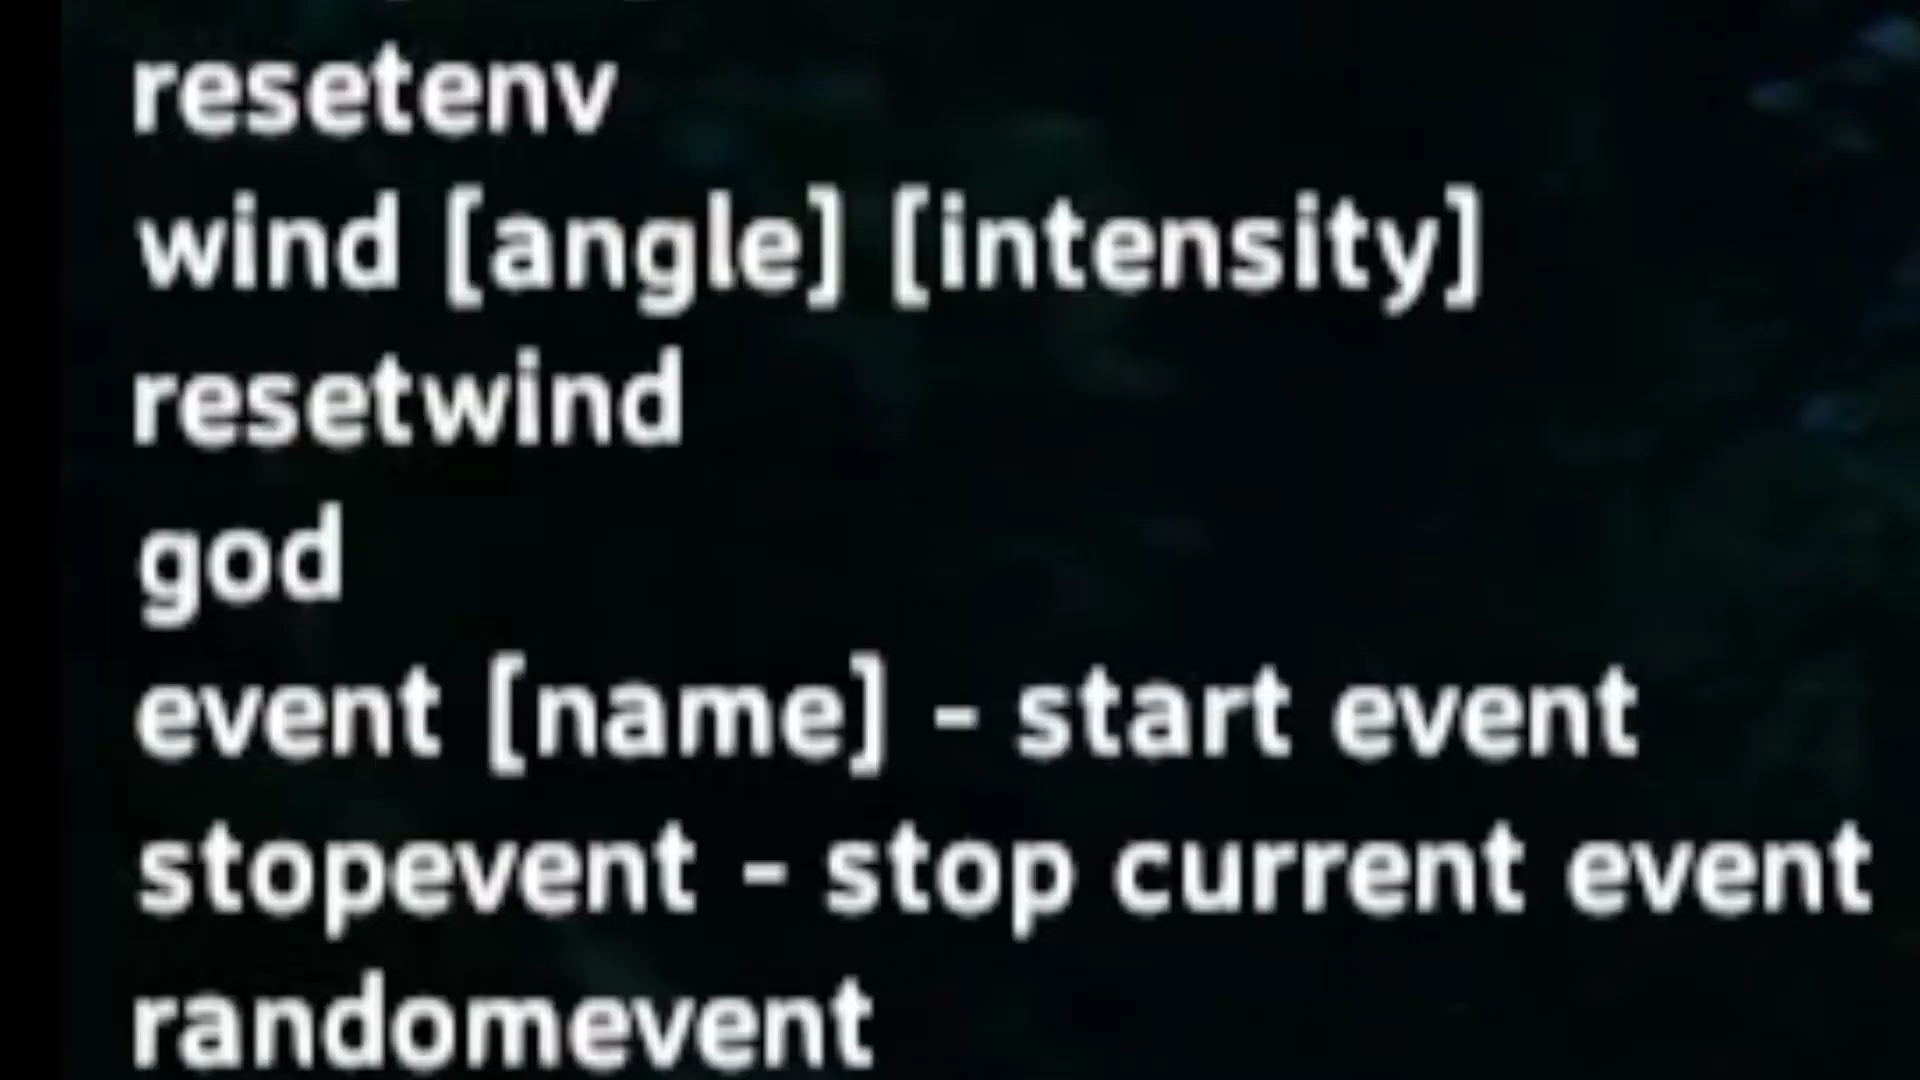 resetenv
wind [angle] [intensity]
resetwind
god
event [name] - start event
stopevent - stop current event
randomevent